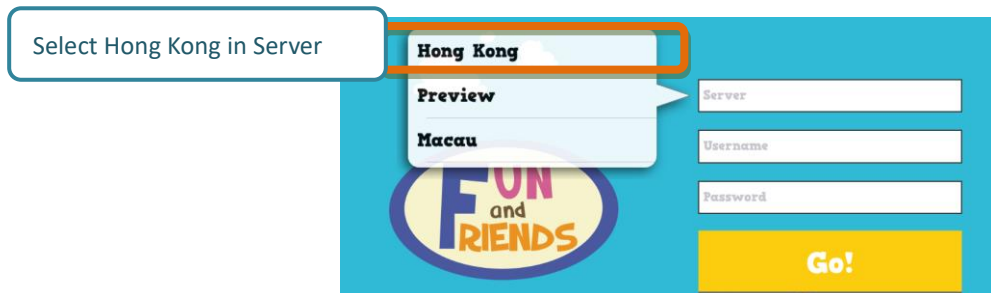 Select Hong Kong in Server
Hong Kong
Preview
Macau
Server
Username
Password
FUN
and
FRIENDS
Go!